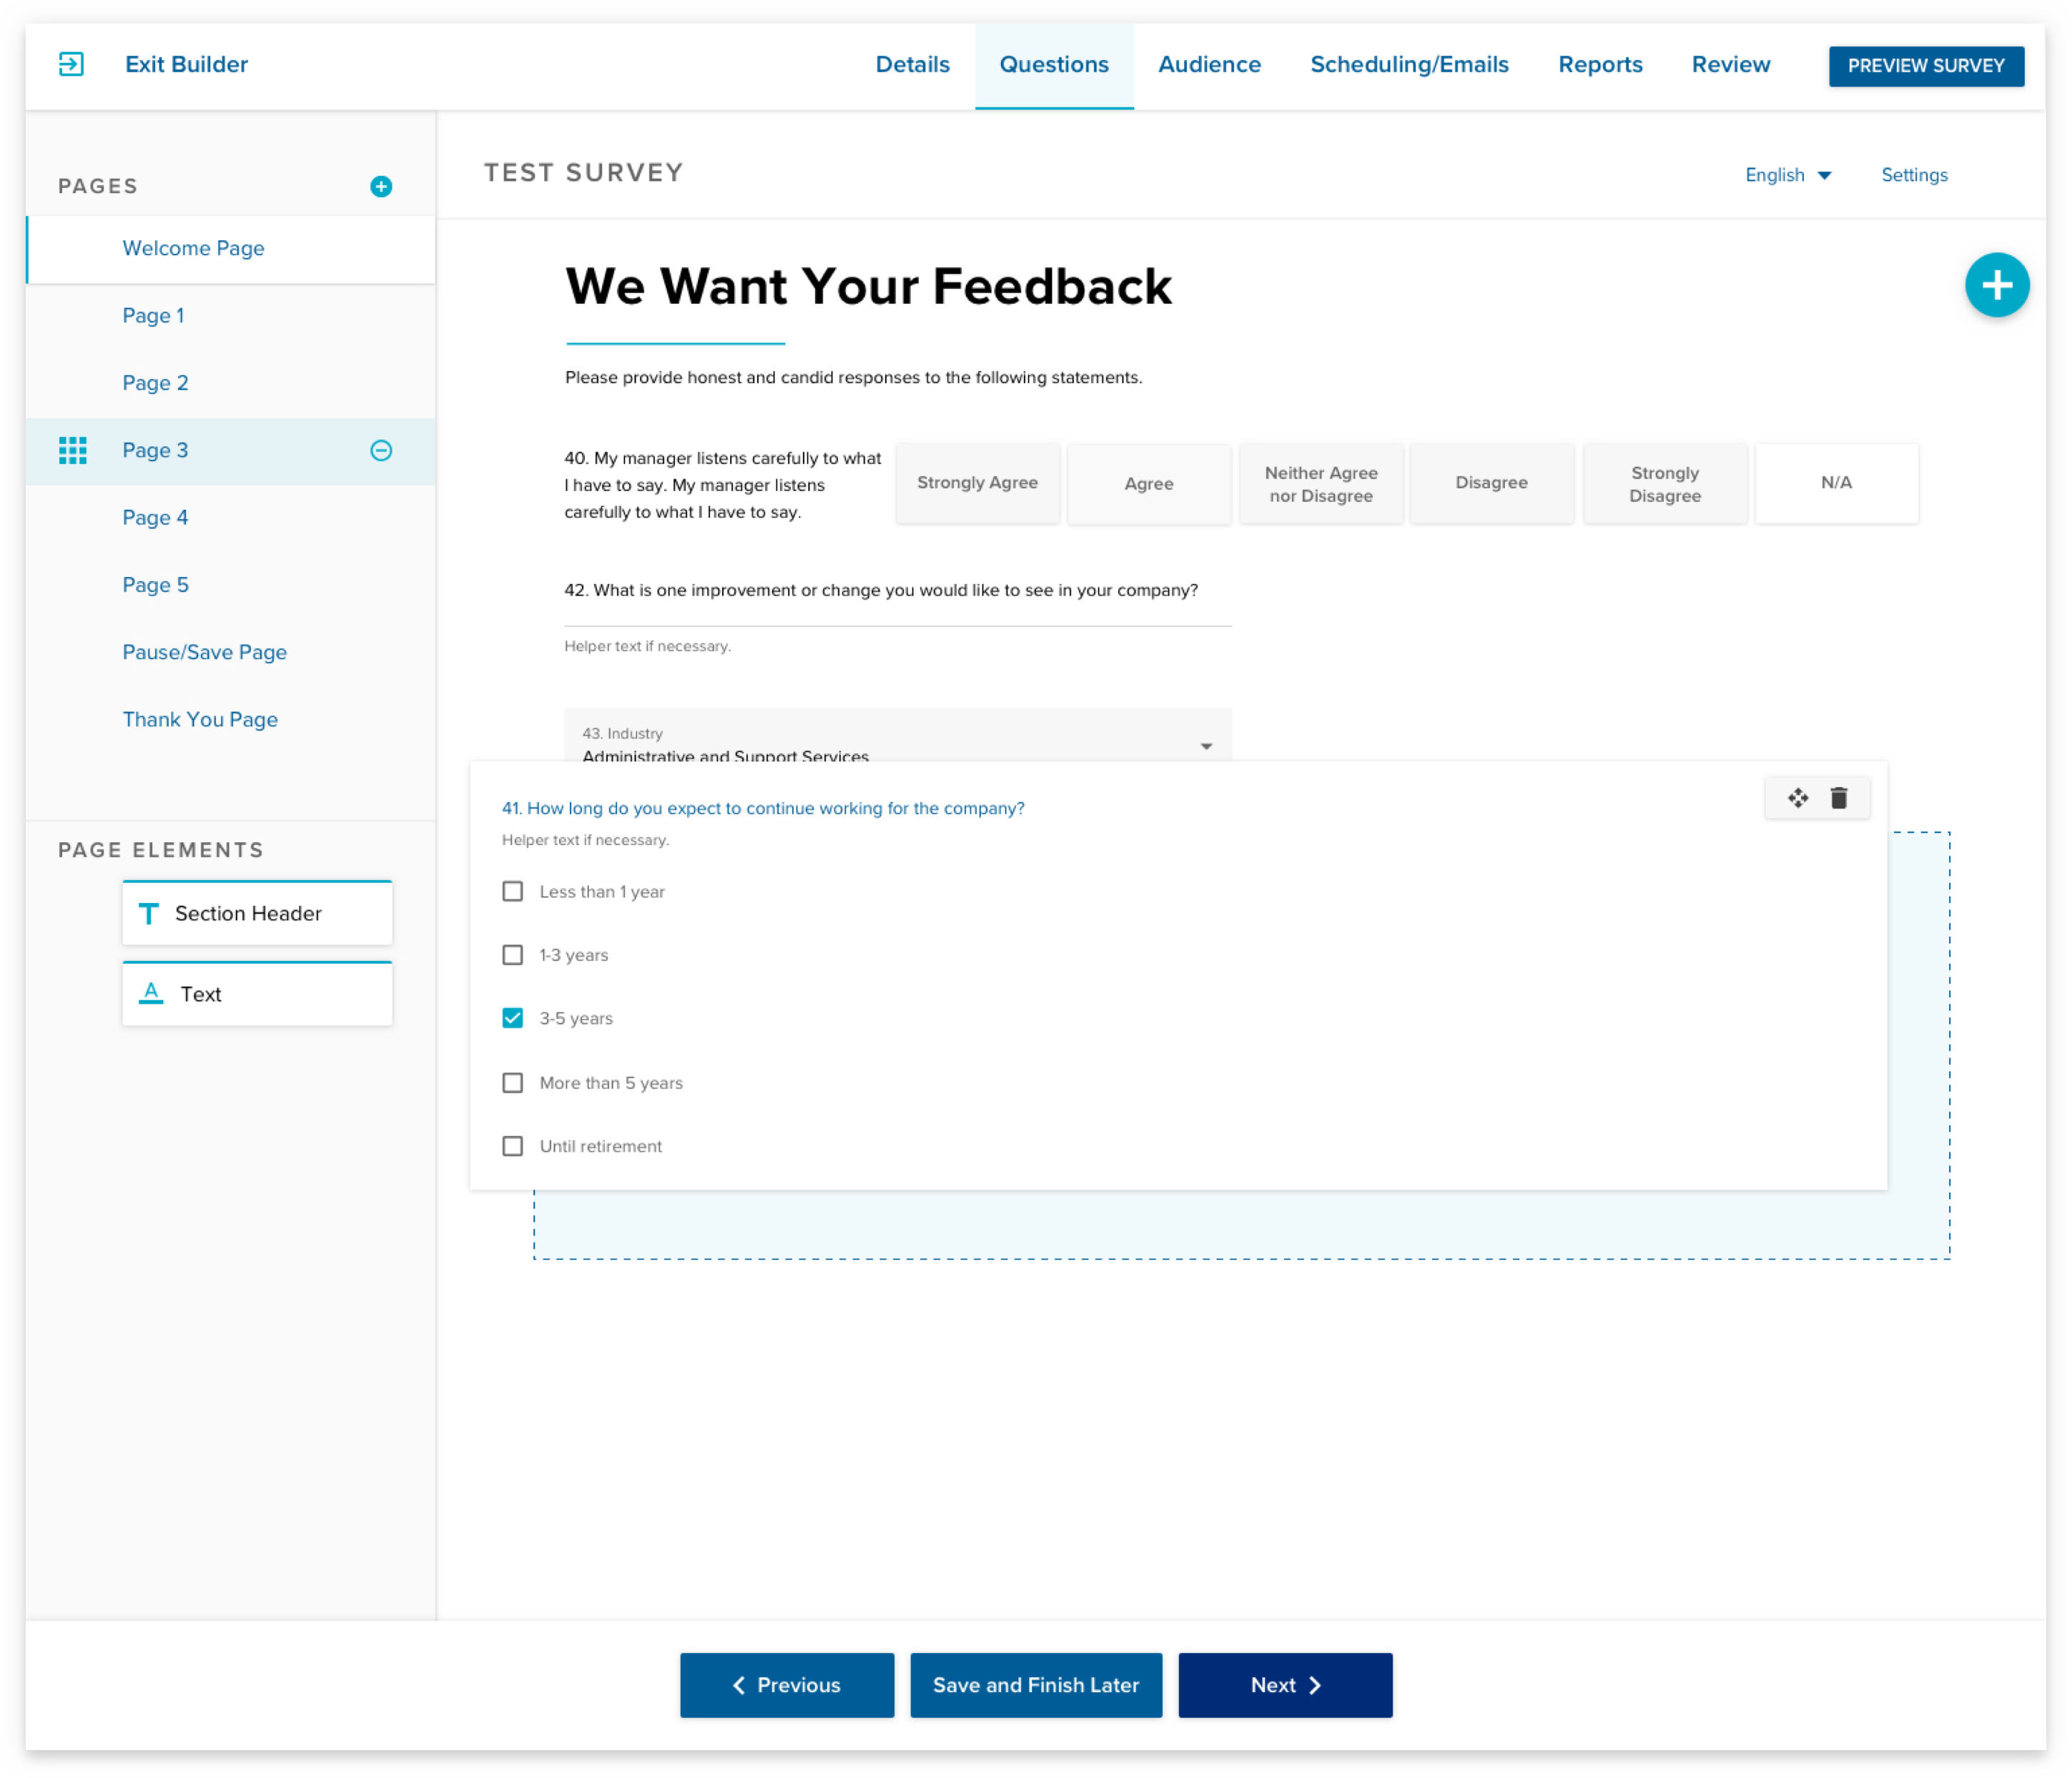 Exit Builder
Details
Questions
Audience
Scheduling/Emails
Reports
Review
PREVIEW SURVEY
PAGES
Welcome Page
Page 1
Page 2
Page 3
Page 4
Page 5
Pause/Save Page
Thank You Page
PAGE ELEMENTS
T Section Header
A Text
TEST SURVEY
English
Settings
We Want Your Feedback
Please provide honest and candid responses to the following statements.
40. My manager listens carefully to what
I have to say. My manager listens
carefully to what I have to say.
Strongly Agree
Agree
Neither Agree
nor Disagree
Disagree
Strongly
Disagree
N/A
42. What is one improvement or change you would like to see in your company?
Helper text if necessary.
43. Industry
Administrative and Support Services
41. How long do you expect to continue working for the company?
Helper text if necessary.
Less than 1 year
1-3 years
3-5 years
More than 5 years
Until retirement
Previous
Save and Finish Later
Next